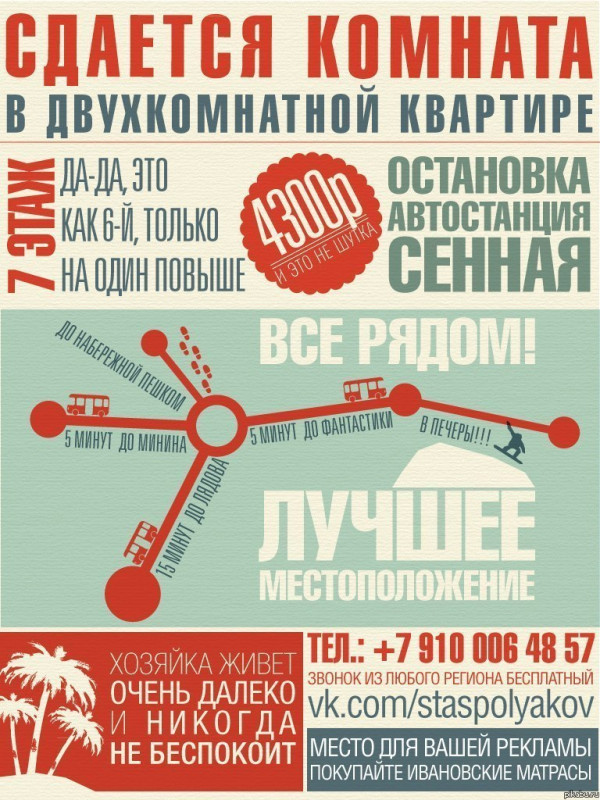 СДАЕТСЯ КОМНАТА
В ДВУХКОМНАТНОЙ КВАРТИРЕ
7 ЭТАЖ
ДА-ДА, ЭТО
КАК 6-Й, ТОЛЬКО
НА ОДИН ПОВЫШЕ
4300р
И ЭТО НЕ ШУТКА
ОСТАНОВКА
АВТОСТАНЦИЯ
СЕННАЯ
ВСЕ РЯДОМ!
ДО НАБЕРЕЖНОЙ ПЕШКОМ
5 МИНУТ ДО МИНИНА
5 МИНУТ ДО ФАНТАСТИКИ
В ПЕЧЕРЫ!!!
15 МИНУТ ДО ЛЯДОВА
ЛУЧШЕЕ
МЕСТОПОЛОЖЕНИЕ
ХОЗЯЙКА ЖИВЕТ
ОЧЕНЬ ДАЛЕКО
И НИКОГДА
НЕ БЕСПОКОИТ
ТЕЛ.: +7 910 006 48 57
ЗВОНОК ИЗ ЛЮБОГО РЕГИОНА БЕСПЛАТНЫЙ
vk.com/staspolyakov
МЕСТО ДЛЯ ВАШЕЙ РЕКЛАМЫ
ПОКУПАЙТЕ ИВАНОВСКИЕ МАТРАСЫ
pikabu.ru